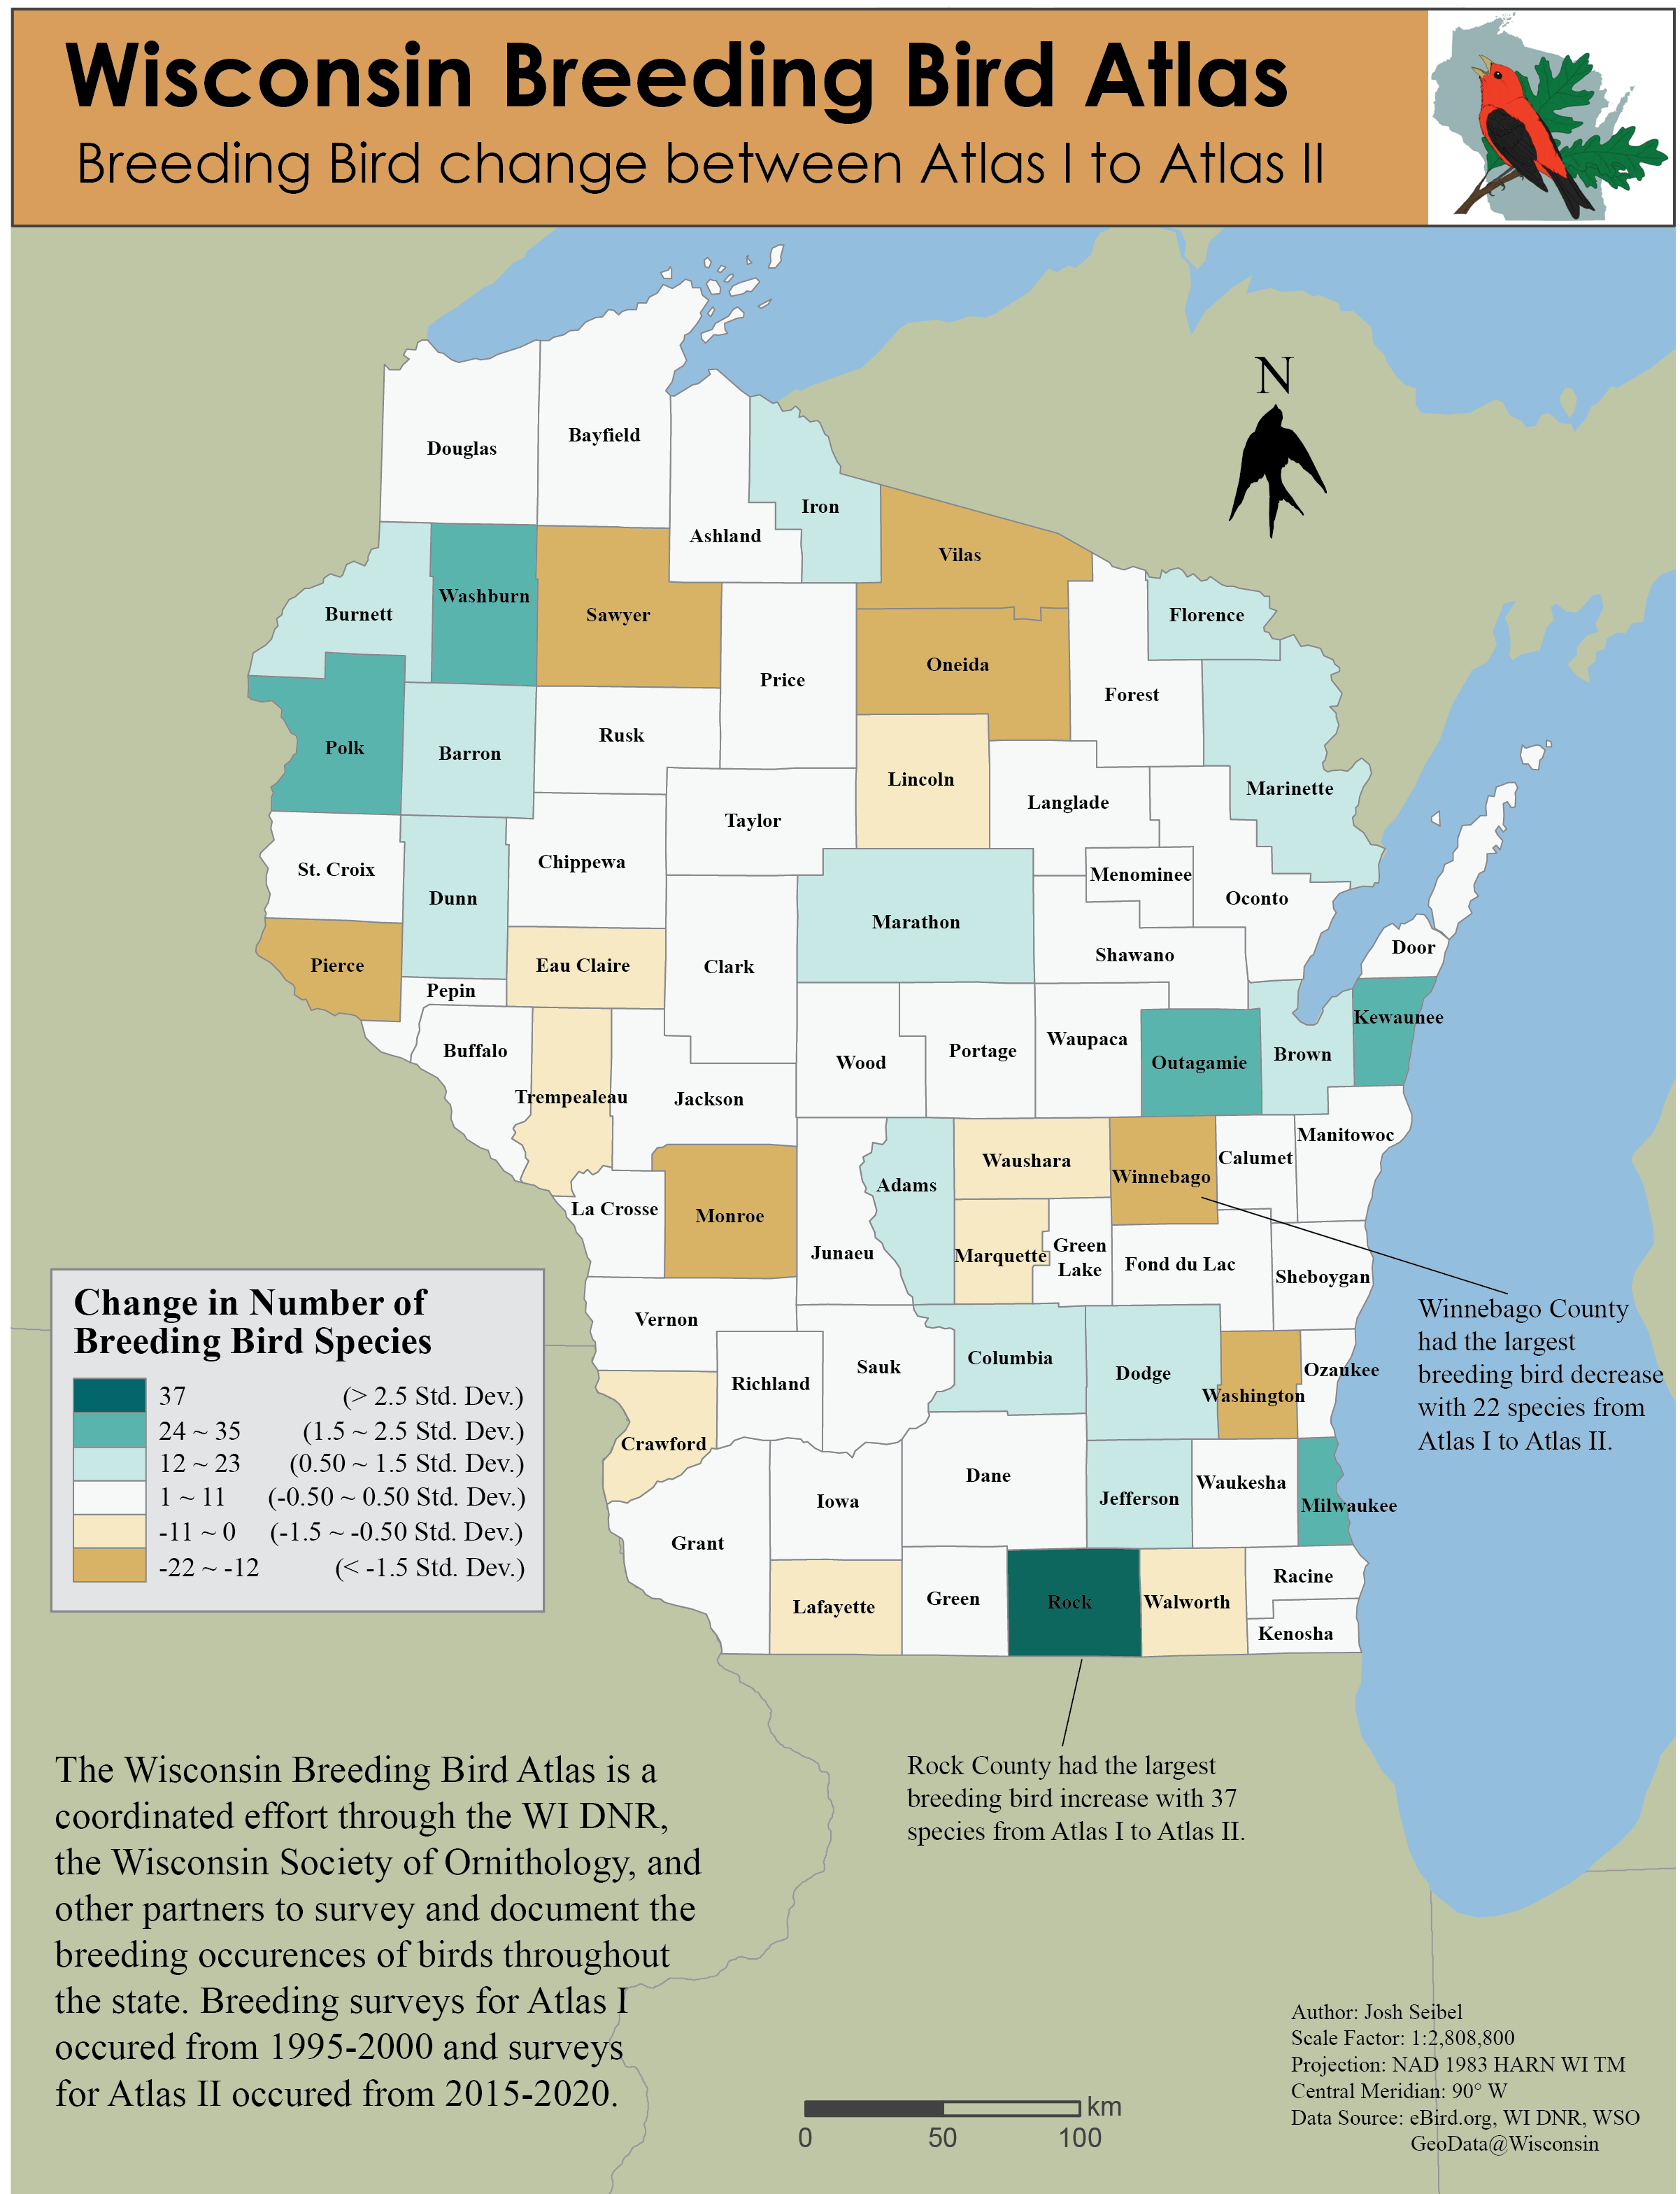 Wisconsin Breeding Bird Atlas
Breeding Bird change between Atlas I to Atlas II
N
Douglas
Bayfield
Ashland
Iron
Vilas
Burnett
Washburn
Sawyer
Florence
Oneida
Price
Forest
Polk
Barron
Rusk
Lincoln
Marinette
Langlade
Taylor
St. Croix
Chippewa
Menominee
Dunn
Oconto
Marathon
Door
Pierce
Eau Claire
Clark
Shawano
Pepin
Kewaunee
Buffalo
Wood
Portage
Waupaca
Outagamie
Brown
Trempealeau
Jackson
Manitowoc
Calumet
Waushara
Winnebago
Adams
La Crosse
Monroe
Junaeu
Marquette
Green
Lake
Fond du Lac
Sheboygan
Vernon
Richland
Sauk
Columbia
Dodge
Washington
Ozaukee
Crawford
Dane
Iowa
Jefferson
Waukesha
Milwaukee
Grant
Lafayette
Green
Rock
Walworth
Racine
Kenosha
Winnebago County
had the largest
breeding bird decrease
with 22 species from
Atlas I to Atlas II.
Change in Number of
Breeding Bird Species
37 (> 2.5 Std. Dev.)
24 ~ 35 (1.5 ~ 2.5 Std. Dev.)
12 ~ 23 (0.50 ~ 1.5 Std. Dev.)
1 ~ 11 (-0.50 ~ 0.50 Std. Dev.)
-11 ~ 0 (-1.5 ~ -0.50 Std. Dev.)
-22 ~ -12 (< -1.5 Std. Dev.)
Rock County had the largest
breeding bird increase with 37
species from Atlas I to Atlas II.
The Wisconsin Breeding Bird Atlas is a
coordinated effort through the WI DNR,
the Wisconsin Society of Ornithology, and
other partners to survey and document the
breeding occurences of birds throughout
the state. Breeding surveys for Atlas I
occured from 1995-2000 and surveys
for Atlas II occured from 2015-2020.
km
0 50 100
Author: Josh Seibel
Scale Factor: 1:2,808,800
Projection: NAD 1983 HARN WI TM
Central Meridian: 90° W
Data Source: eBird.org, WI DNR, WSO
GeoData@Wisconsin